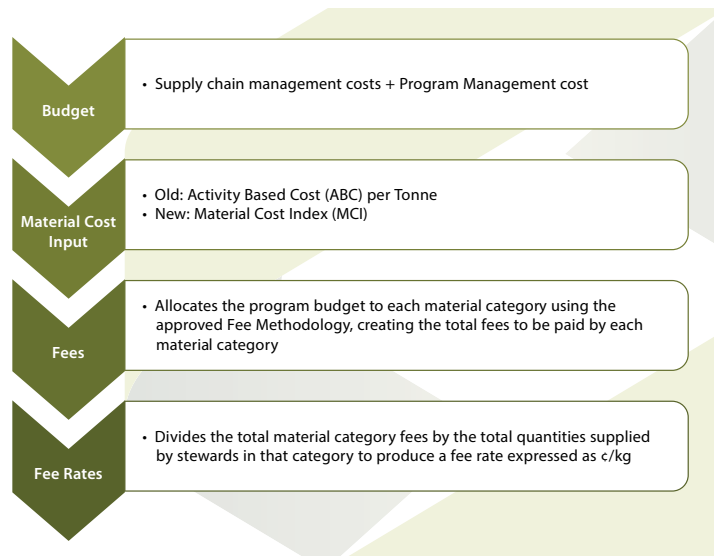 Budget
• Supply chain management costs + Program Management cost
Material Cost
Input
• Old: Activity Based Cost (ABC) per Tonne
• New: Material Cost Index (MCI)
Fees
• Allocates the program budget to each material category using the
approved Fee Methodology, creating the total fees to be paid by each
material category
Fee Rates
• Divides the total material category fees by the total quantities supplied
by stewards in that category to produce a fee rate expressed as ¢/kg